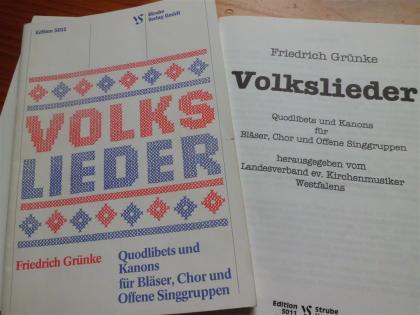 Edition 5011
Strube
Verlag GmbH
VOLKS
LIEDER
Friedrich Grünke
Quodlibets und
Kanons
für Bläser, Chor und
Offene Singgruppen
Friedrich Grünke
Volkslieder
Quodlibets und Kanons
für
Bläser, Chor und Offene Singgruppen
herausgegeben vom
Landesverband ev. Kirchenmusiker
Westfalens
Edition
5011
Strube